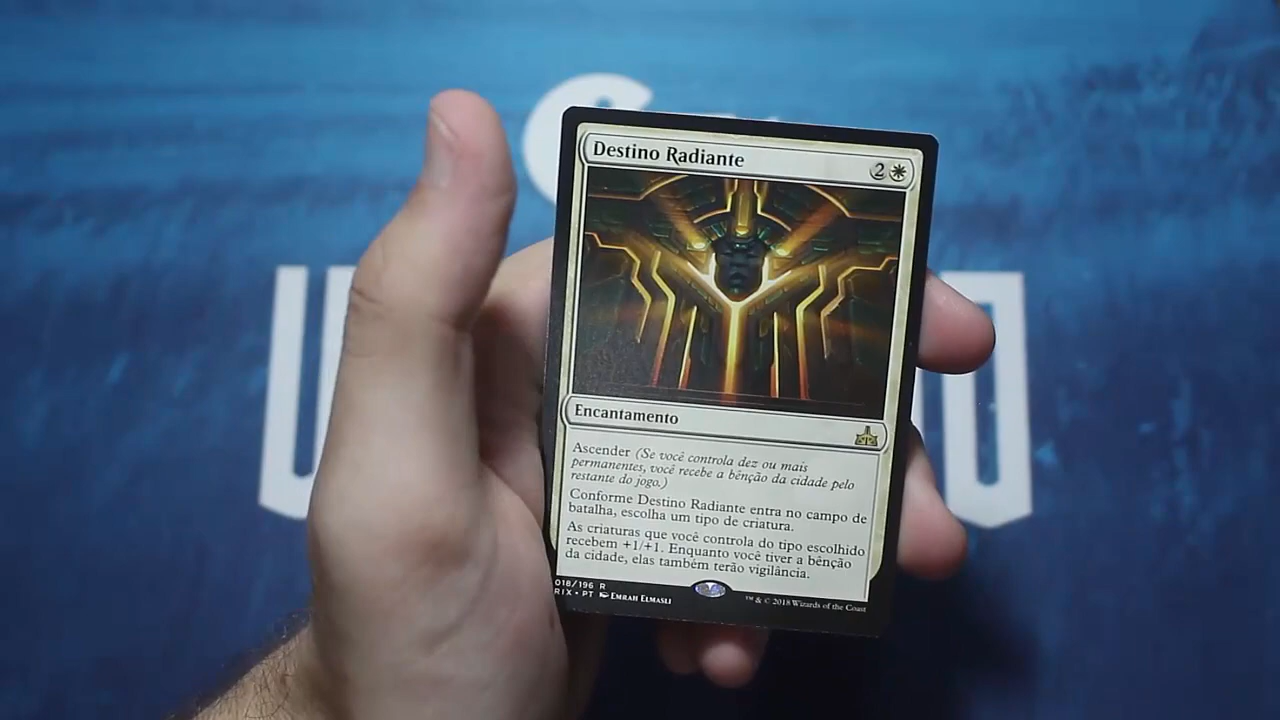 Destino Radiante
2
Encantamento
Ascender (Se você controla dez ou mais
permanentes, você recebe a bênção da cidade pelo
restante do jogo.)
Conforme Destino Radiante entra no campo de
batalha, escolha um tipo de criatura.
As criaturas que você controla do tipo escolhido
recebem +1/+1. Enquanto você tiver a bênção
da cidade, elas também terão vigilância.
018/196 R
RIX • PT EMRAH ELMASLI
™ & © 2018 Wizards of the Coast